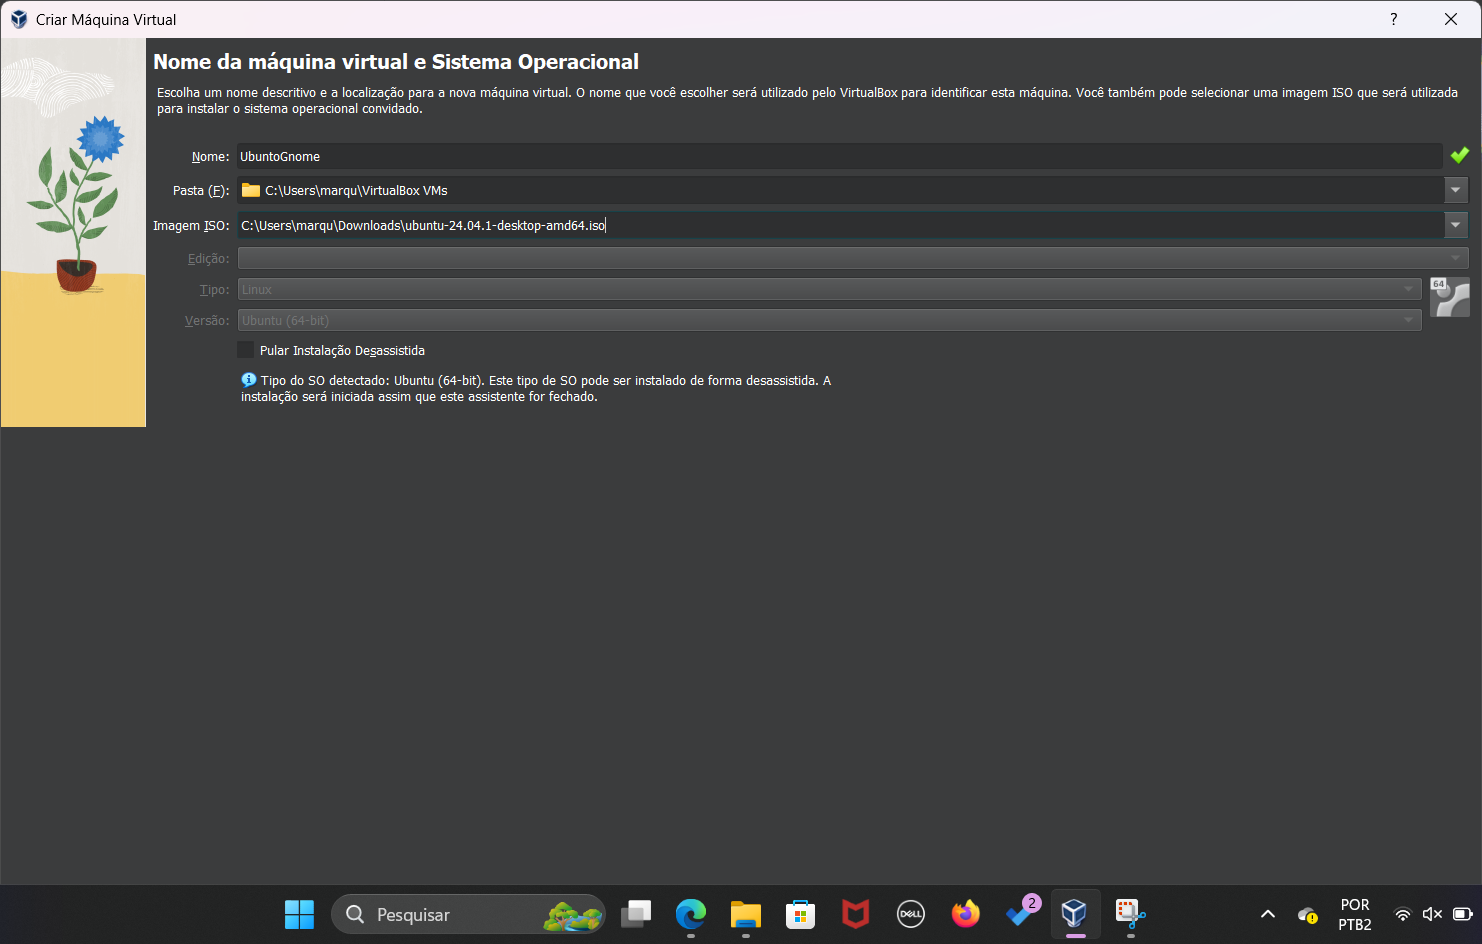 Criar Máquina Virtual
?
Nome da máquina virtual e Sistema Operacional
Escolha um nome descritivo e a localização para a nova máquina virtual. O nome que você escolher será utilizado pelo VirtualBox para identificar esta máquina. Você também pode selecionar uma imagem ISO que será utilizada
para instalar o sistema operacional convidado.
Nome: UbuntoGnome
Pasta (F): C:\Users\marqu\VirtualBox VMs
Imagem ISO: C:\Users\marqu\Downloads\ubuntu-24.04.1-desktop-amd64.iso
Edição:
Tipo: Linux
64
Versão: Ubuntu (64-bit)
Pular Instalação Desassistida
Tipo do SO detectado: Ubuntu (64-bit). Este tipo de SO pode ser instalado de forma desassistida. A
instalação será iniciada assim que este assistente for fechado.
Pesquisar
DELL
2
POR
PTB2